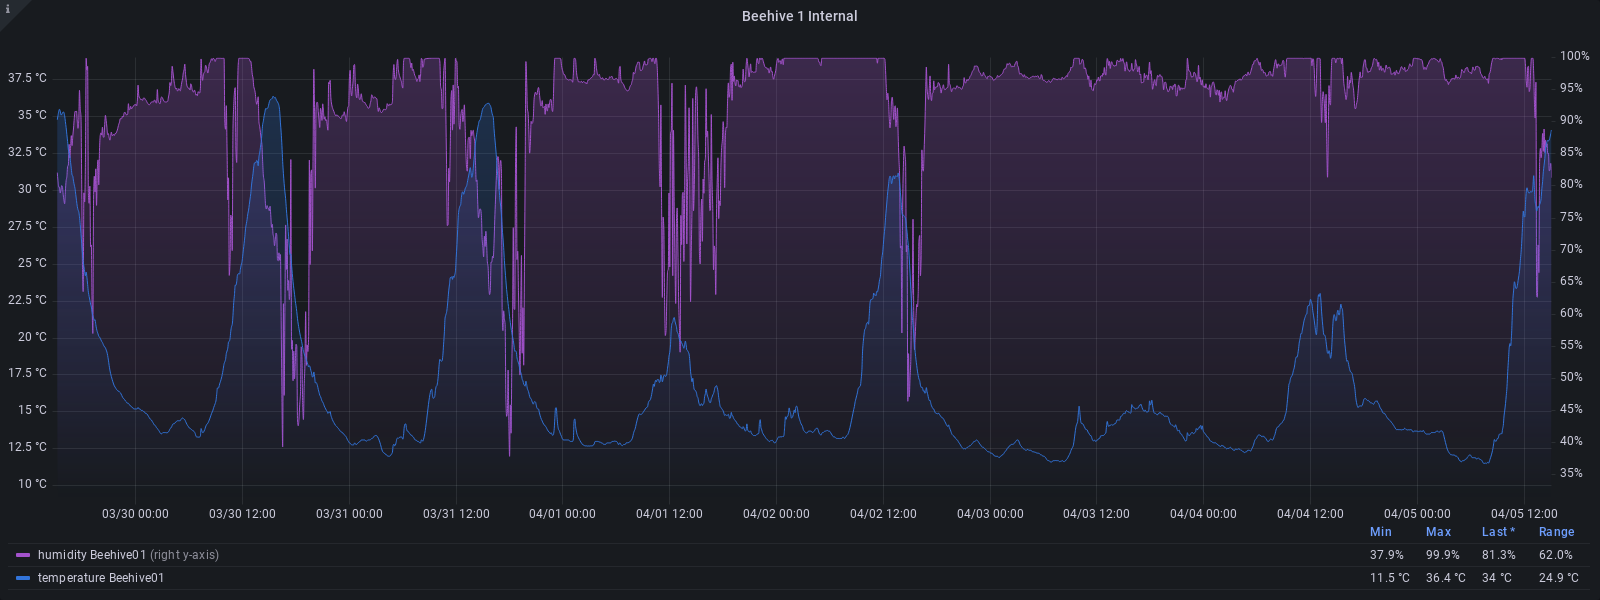 i
Beehive 1 Internal
37.5 °C
35 °C
32.5 °C
30 °C
27.5 °C
25 °C
22.5 °C
20 °C
17.5 °C
15 °C
12.5 °C
10 °C
100%
95%
90%
85%
80%
75%
70%
65%
60%
55%
50%
45%
40%
35%
03/30 00:00 03/30 12:00 03/31 00:00 03/31 12:00 04/01 00:00 04/01 12:00 04/02 00:00 04/02 12:00 04/03 00:00 04/03 12:00 04/04 00:00 04/04 12:00 04/05 00:00 04/05 12:00
Min Max Last * Range
humidity Beehive01 (right y-axis) 37.9% 99.9% 81.3% 62.0%
temperature Beehive01 11.5 °C 36.4 °C 34 °C 24.9 °C